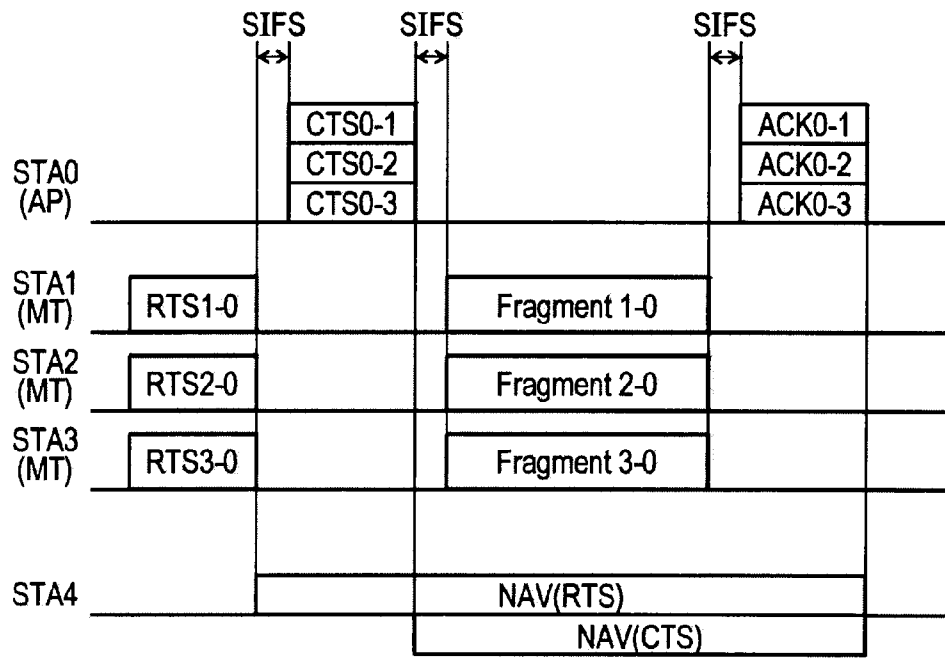 SIFS SIFS SIFS
CTS0-1 ACK0-1
CTS0-2 ACK0-2
CTS0-3 ACK0-3
STA0
(AP)
STA1
(MT)
RTS1-0 Fragment 1-0
STA2
(MT)
RTS2-0 Fragment 2-0
STA3
(MT)
RTS3-0 Fragment 3-0
STA4
NAV(RTS)
NAV(CTS)